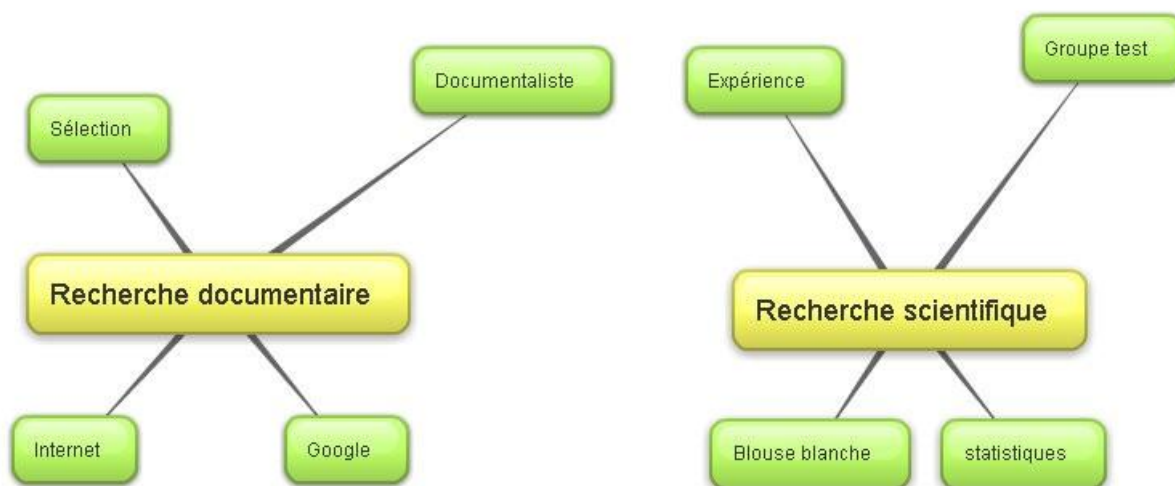 Sélection
Documentaliste
Recherche documentaire
Internet
Google
Expérience
Groupe test
Recherche scientifique
Blouse blanche
statistiques